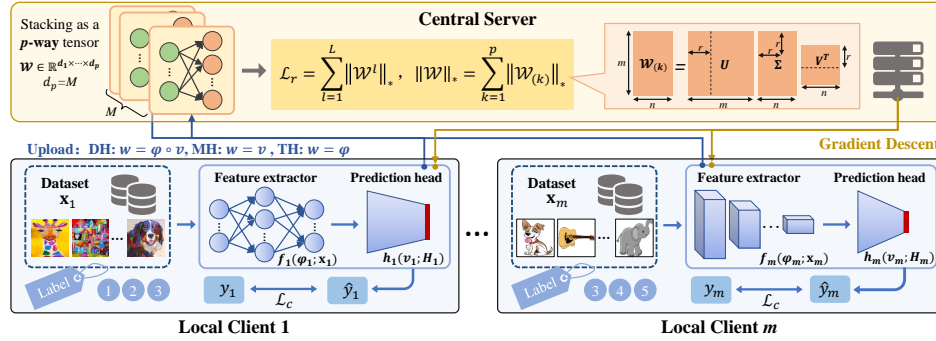 Central Server
Stacking as a
p-way tensor
𝒲 ∈ ℝ^{d_1×⋯×d_p}
d_p=M
M
ℒ_r = ∑_{l=1}^{L} ‖𝒲^l‖_* , ‖𝒲‖_* = ∑_{k=1}^{p} ‖𝒲_{(k)}‖_*
m
𝒲_{(k)}
n
=
r
U
m
r
r
Σ
n
V^T
r
n
Upload: DH: w = φ ∘ v, MH: w = v , TH: w = φ
Gradient Descent
Dataset
x_1
...
Label
1 2 3
Feature extractor
f_1(φ_1; x_1)
Prediction head
h_1(v_1; H_1)
y_1
ℒ_c
ŷ_1
Local Client 1
...
Dataset
x_m
...
Label
3 4 5
Feature extractor
...
f_m(φ_m; x_m)
Prediction head
h_m(v_m; H_m)
y_m
ℒ_c
ŷ_m
Local Client m